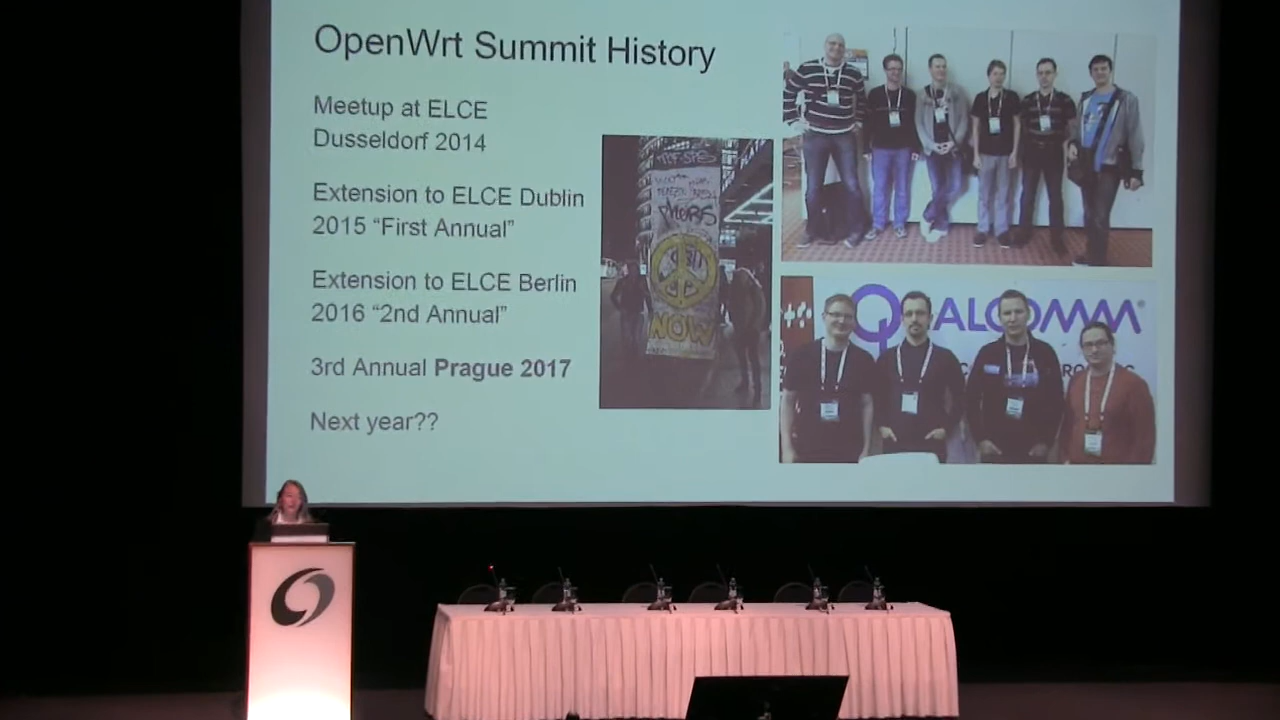 OpenWrt Summit History
Meetup at ELCE
Dusseldorf 2014
Extension to ELCE Dublin
2015 “First Annual”
Extension to ELCE Berlin
2016 “2nd Annual”
3rd Annual Prague 2017
Next year??
NOW
QUALCOMM®